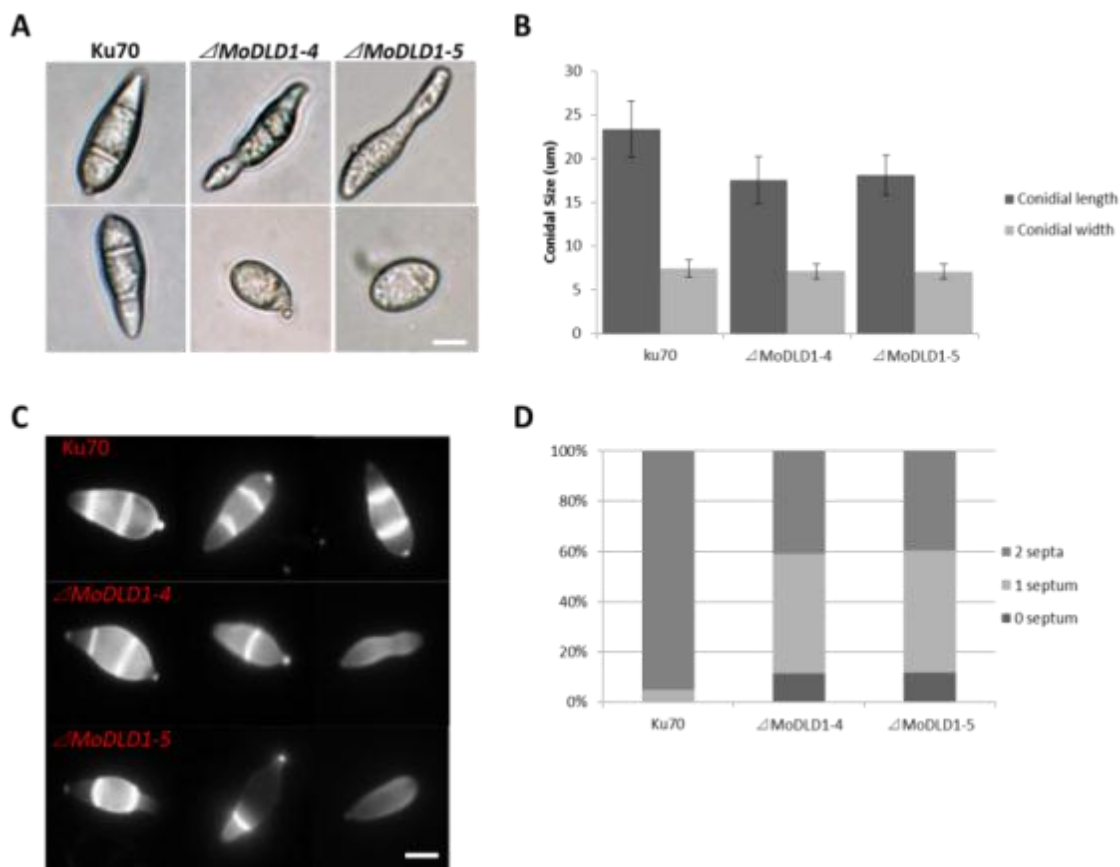 A
Ku70 ⊿MoDLD1-4 ⊿MoDLD1-5
B
30
25
20
15
10
5
0
Conidal Size (um)
ku70 ⊿MoDLD1-4 ⊿MoDLD1-5
Conidial length
Conidial width
C
Ku70
⊿MoDLD1-4
⊿MoDLD1-5
D
100%
80%
60%
40%
20%
0%
Ku70 ⊿MoDLD1-4 ⊿MoDLD1-5
2 septa
1 septum
0 septum